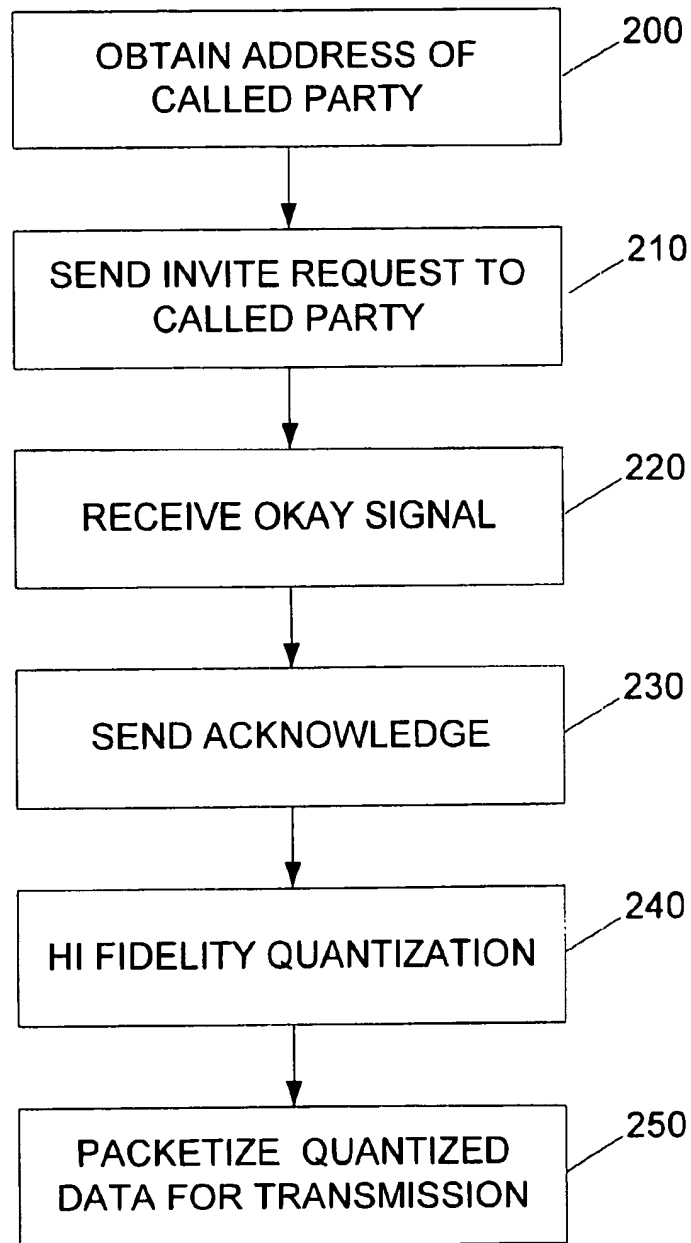 200
OBTAIN ADDRESS OF
CALLED PARTY
210
SEND INVITE REQUEST TO
CALLED PARTY
220
RECEIVE OKAY SIGNAL
230
SEND ACKNOWLEDGE
240
HI FIDELITY QUANTIZATION
250
PACKETIZE QUANTIZED
DATA FOR TRANSMISSION